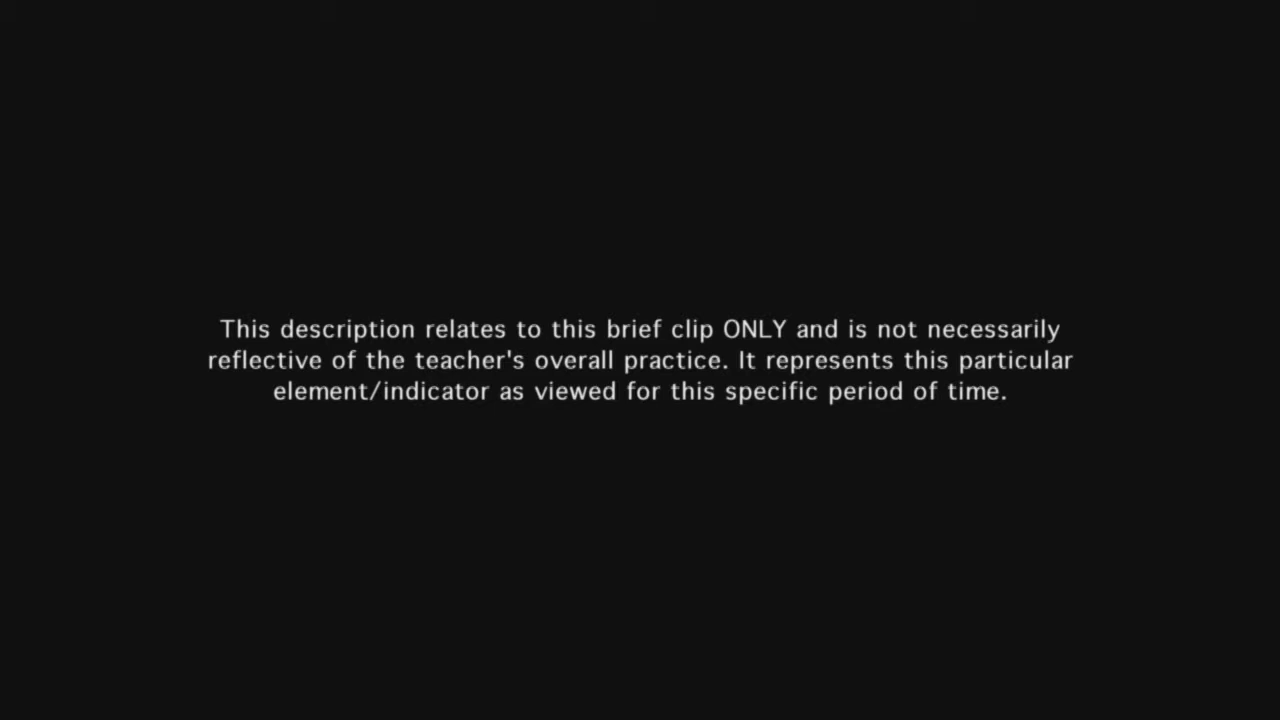 This description relates to this brief clip ONLY and is not necessarily
reflective of the teacher's overall practice. It represents this particular
element/indicator as viewed for this specific period of time.